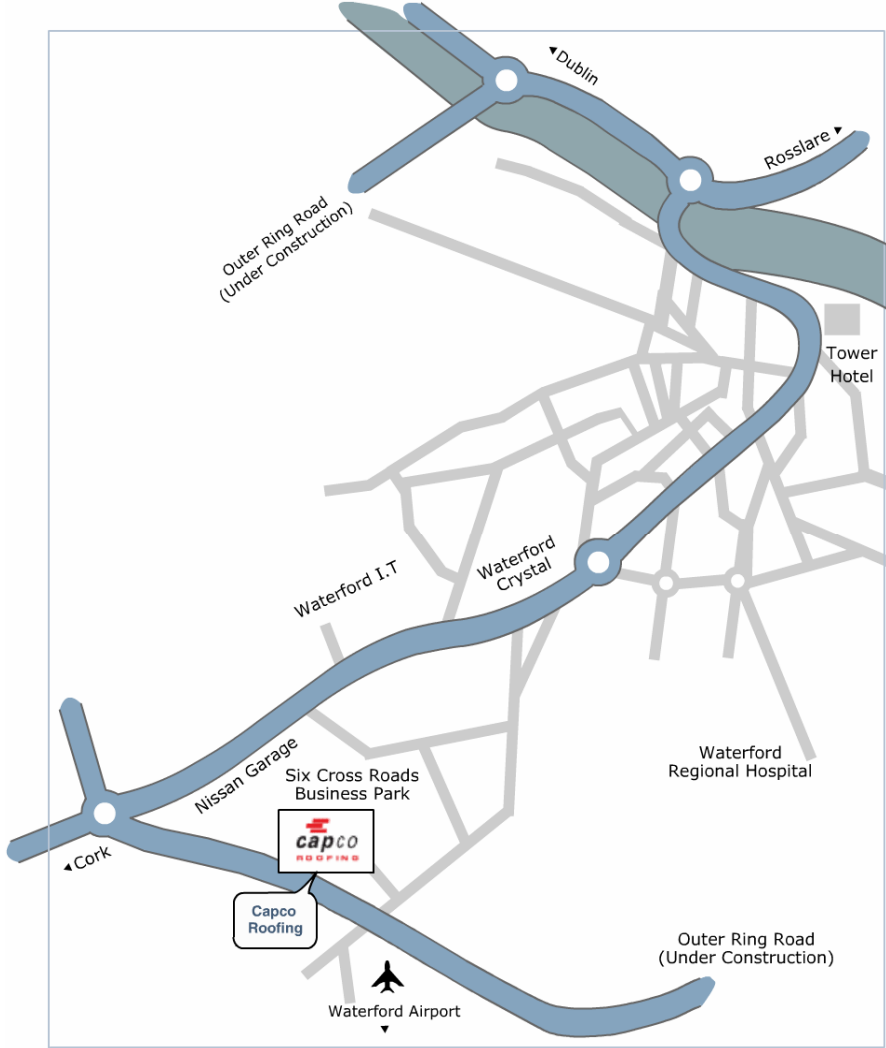 Dublin
Rosslare
Outer Ring Road
(Under Construction)
Tower
Hotel
Waterford
Crystal
Waterford I.T
Waterford
Regional Hospital
Nissan Garage
Six Cross Roads
Business Park
capco
ROOFING
Cork
Capco
Roofing
Outer Ring Road
(Under Construction)
Waterford Airport